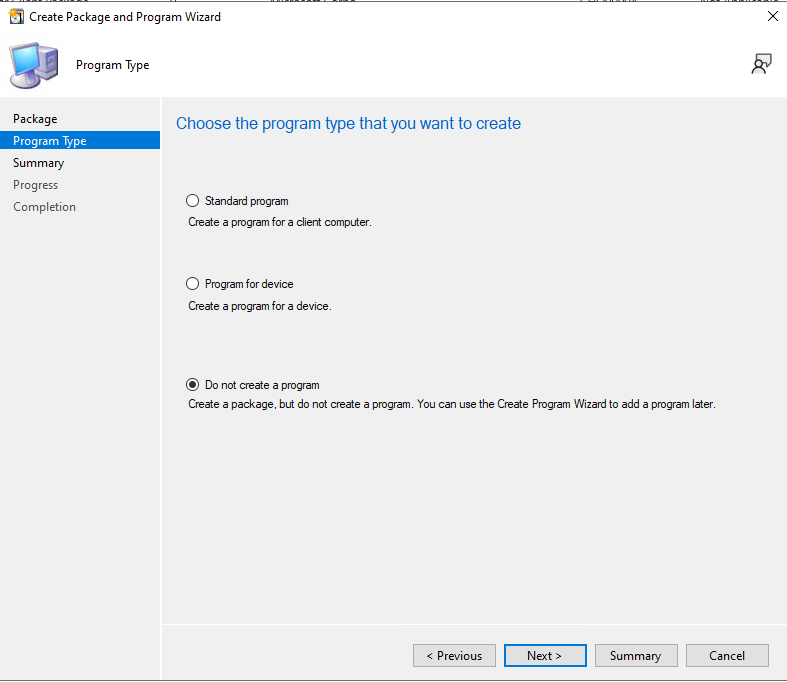 Create Package and Program Wizard
Program Type
Package
Program Type
Summary
Progress
Completion
Choose the program type that you want to create
Standard program
Create a program for a client computer.
Program for device
Create a program for a device.
Do not create a program
Create a package, but do not create a program. You can use the Create Program Wizard to add a program later.
< Previous
Next >
Summary
Cancel